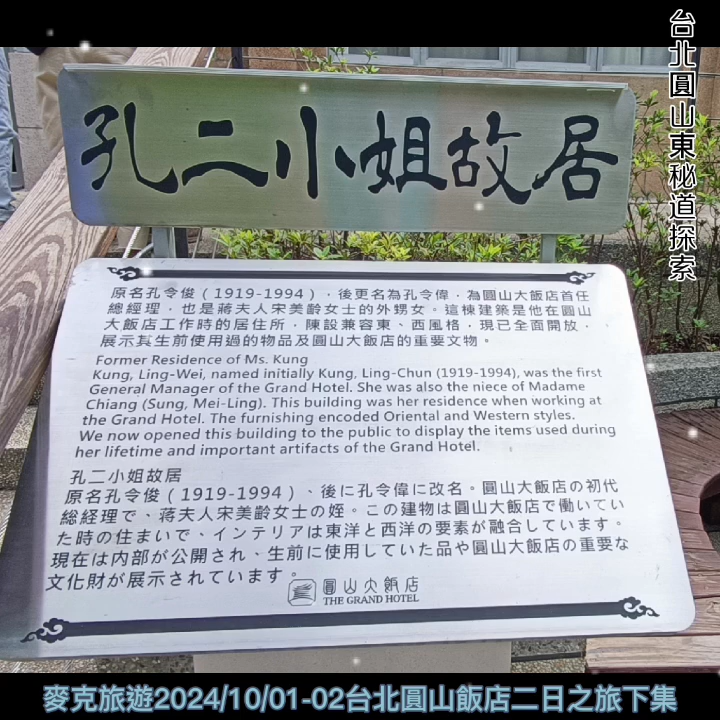 台北圓山東秘道探索
孔二小姐故居
原名孔令俊（1919-1994），後更名為孔令偉，為圓山大飯店首任
總經理，也是蔣夫人宋美齡女士的外甥女。這棟建築是他在圓山
大飯店工作時的居住所，陳設兼容東、西風格，現已全面開放，
展示其生前使用過的物品及圓山大飯店的重要文物。
Former Residence of Ms. Kung
Kung, Ling-Wei, named initially Kung, Ling-Chun (1919-1994), was the first
General Manager of the Grand Hotel. She was also the niece of Madame
Chiang (Sung, Mei-Ling). This building was her residence when working at
the Grand Hotel. The furnishing encoded Oriental and Western styles.
We now opened this building to the public to display the items used during
her lifetime and important artifacts of the Grand Hotel.
孔二小姐故居
原名孔令俊（1919-1994）、後に孔令偉に改名。圓山大飯店の初代
総経理で、蒋夫人宋美齡女士の姪。この建物は圓山大飯店で働いてい
た時の住まいで、インテリアは東洋と西洋の要素が融合しています。
現在は内部が公開され、生前に使用していた品や圓山大飯店の重要な
文化財が展示されています。
圓山大飯店
THE GRAND HOTEL
麥克旅遊2024/10/01-02台北圓山飯店二日之旅下集